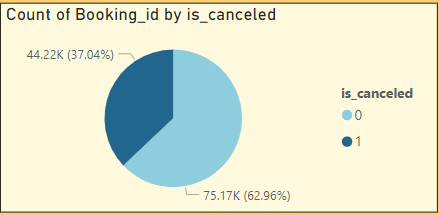 Count of Booking_id by is_canceled
44.22K (37.04%)
is_canceled
0
1
75.17K (62.96%)